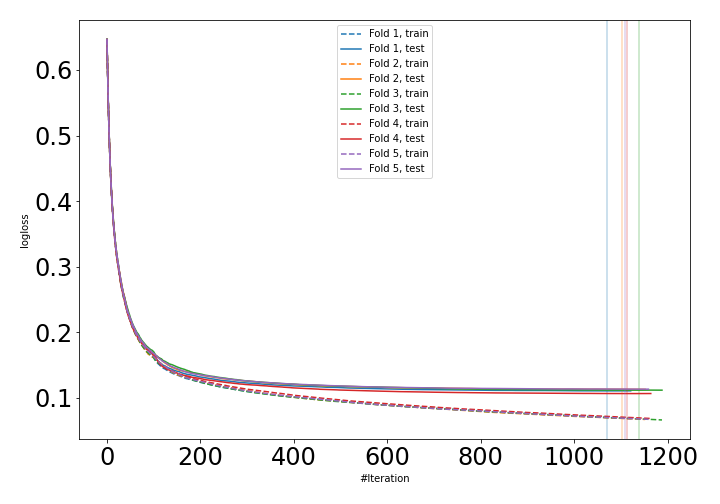 Fold 1, train
Fold 1, test
Fold 2, train
Fold 2, test
Fold 3, train
Fold 3, test
Fold 4, train
Fold 4, test
Fold 5, train
Fold 5, test
0.6
0.5
0.4
0.3
0.2
0.1
logloss
0 200 400 600 800 1000 1200
#Iteration